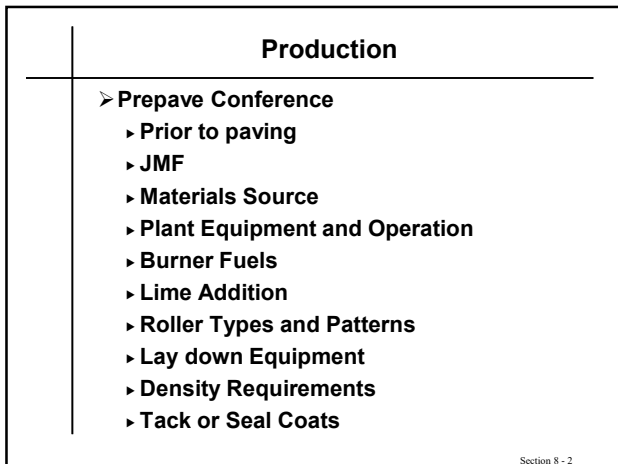 Production
➢ Prepave Conference
▸ Prior to paving
▸ JMF
▸ Materials Source
▸ Plant Equipment and Operation
▸ Burner Fuels
▸ Lime Addition
▸ Roller Types and Patterns
▸ Lay down Equipment
▸ Density Requirements
▸ Tack or Seal Coats
Section 8 - 2